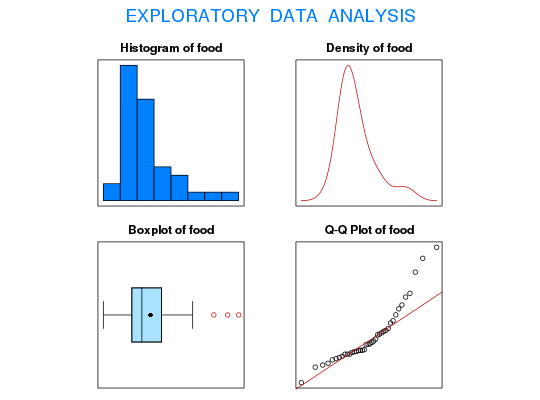 EXPLORATORY DATA ANALYSIS
Histogram of food
Density of food
Boxplot of food
Q-Q Plot of food